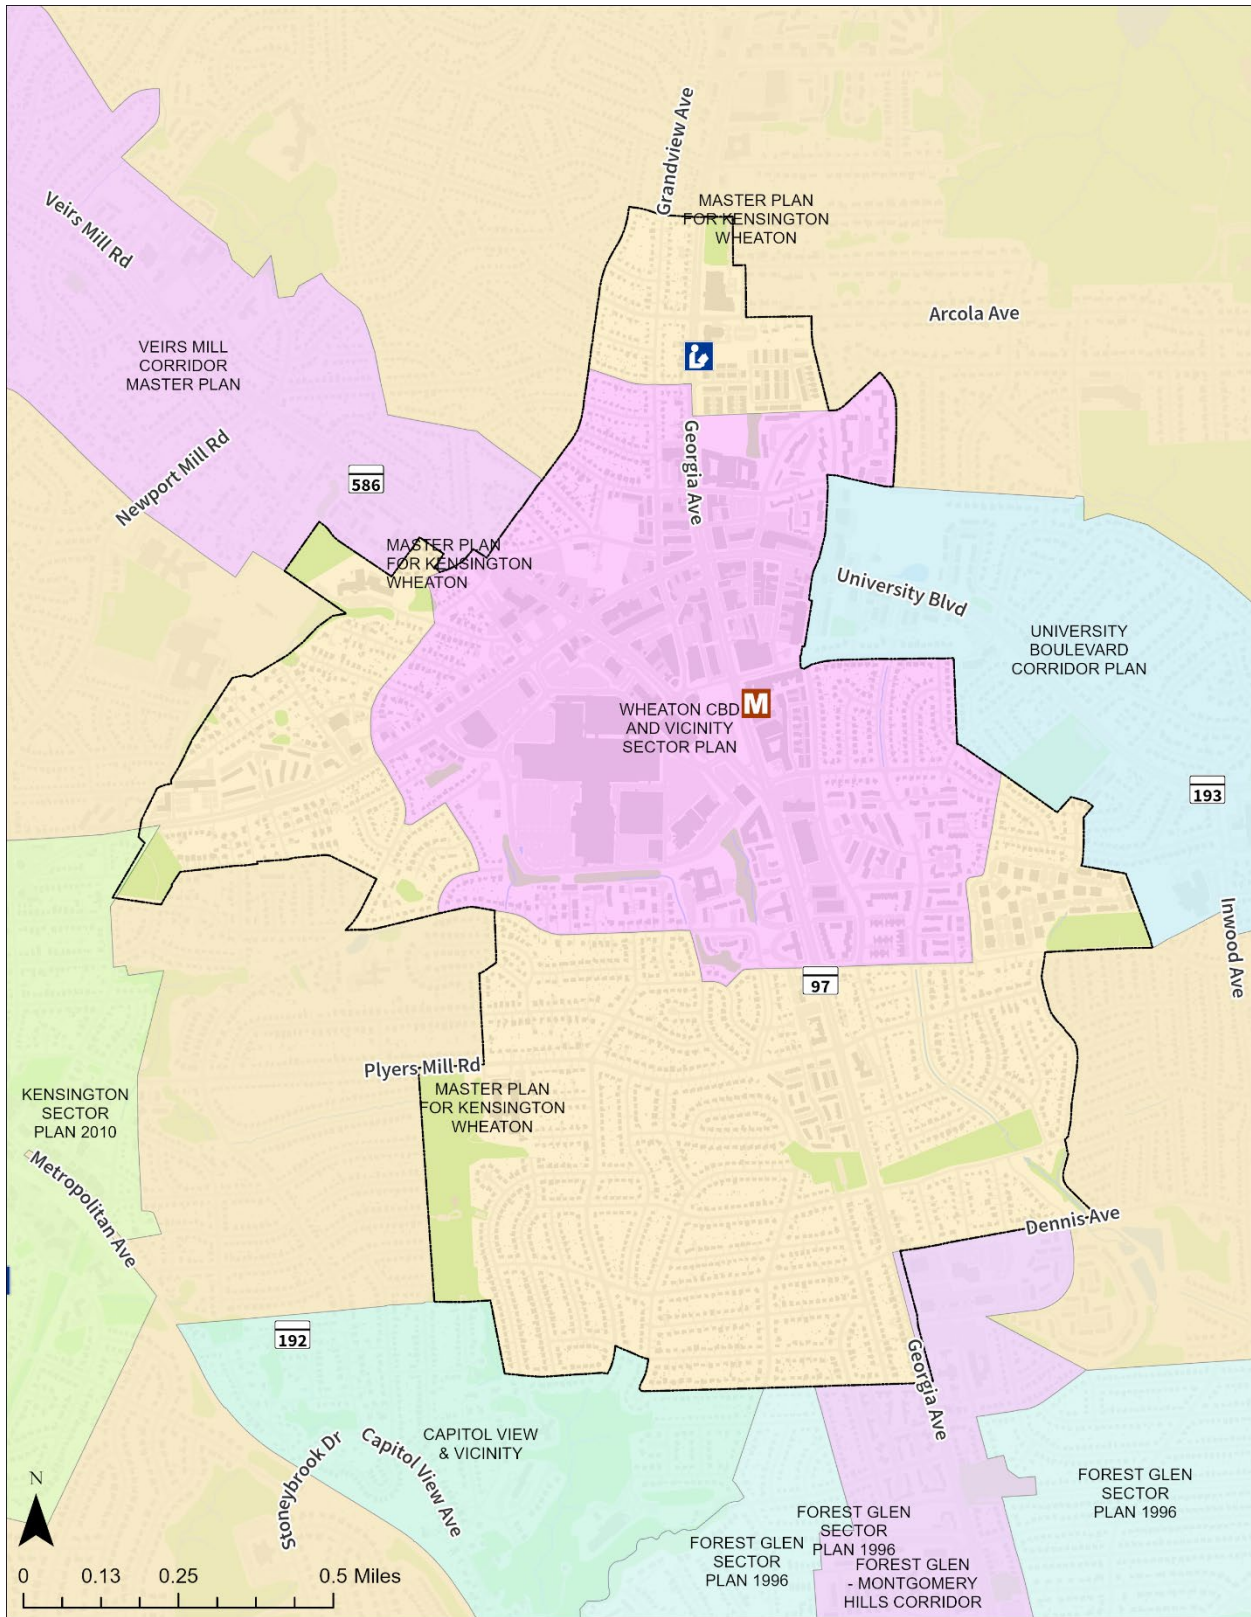 Grandview Ave
MASTER PLAN
FOR KENSINGTON
WHEATON
Veirs Mill Rd
Arcola Ave
VEIRS MILL
CORRIDOR
MASTER PLAN
Georgia Ave
Newport Mill Rd
586
MASTER PLAN
FOR KENSINGTON
WHEATON
University Blvd
UNIVERSITY
BOULEVARD
CORRIDOR PLAN
M
WHEATON CBD
AND VICINITY
SECTOR PLAN
193
Inwood Ave
97
Plyers Mill Rd
MASTER PLAN
FOR KENSINGTON
WHEATON
KENSINGTON
SECTOR
PLAN 2010
Metropolitan Ave
Dennis Ave
192
Georgia Ave
CAPITOL VIEW
& VICINITY
Stoneybrook Dr
Capitol View Ave
FOREST GLEN
SECTOR
PLAN 1996
FOREST GLEN
SECTOR
PLAN 1996
FOREST GLEN
SECTOR
PLAN 1996
FOREST GLEN
- MONTGOMERY
HILLS CORRIDOR
N
0 0.13 0.25 0.5 Miles